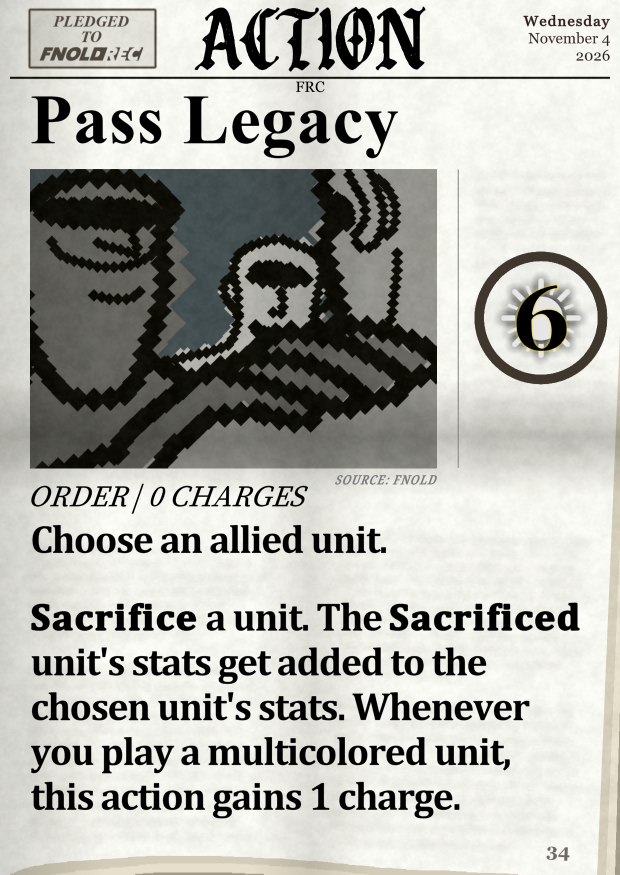 PLEDGED
TO
FNOLD REC
ACTION
Wednesday
November 4
2026
FRC
Pass Legacy
6
SOURCE: FNOLD
ORDER | 0 CHARGES
Choose an allied unit.
Sacrifice a unit. The Sacrificed
unit's stats get added to the
chosen unit's stats. Whenever
you play a multicolored unit,
this action gains 1 charge.
34